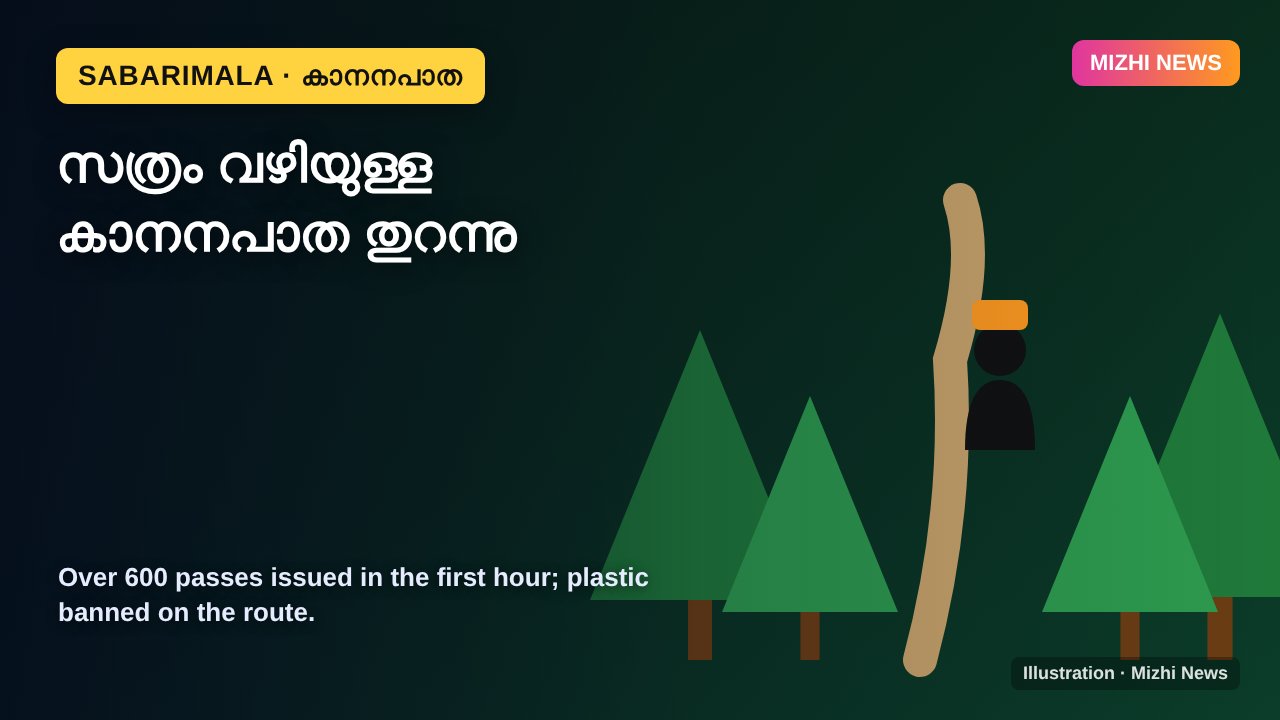 SABARIMALA · കാനനപാത
MIZHI NEWS
സത്രം വഴിയുള്ള
കാനനപാത തുറന്നു
Over 600 passes issued in the first hour; plastic
banned on the route.
Illustration · Mizhi News